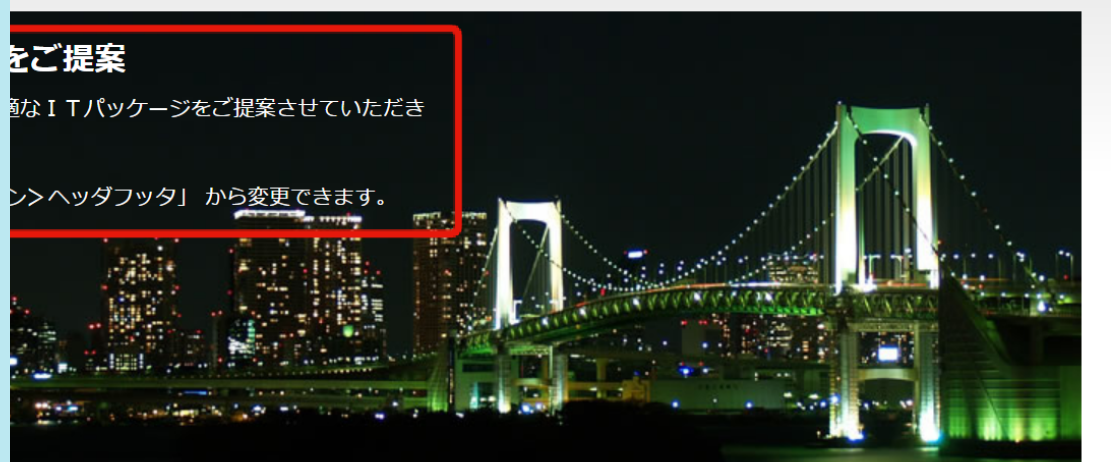 をご提案
適なＩＴパッケージをご提案させていただき
ン＞ヘッダフッタ」 から変更できます。